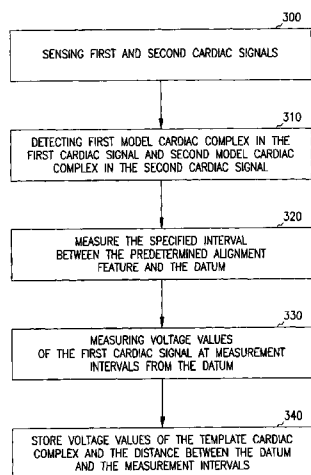 300
SENSING FIRST AND SECOND CARDIAC SIGNALS
310
DETECTING FIRST MODEL CARDIAC COMPLEX IN THE
FIRST CARDIAC SIGNAL AND SECOND MODEL CARDIAC
COMPLEX IN THE SECOND CARDIAC SIGNAL
320
MEASURE THE SPECIFIED INTERVAL
BETWEEN THE PREDETERMINED ALIGNMENT
FEATURE AND THE DATUM
330
MEASURING VOLTAGE VALUES
OF THE FIRST CARDIAC SIGNAL AT MEASUREMENT
INTERVALS FROM THE DATUM
340
STORE VOLTAGE VALUES OF THE TEMPLATE CARDIAC
COMPLEX AND THE DISTANCE BETWEEN THE DATUM
AND THE MEASUREMENT INTERVALS